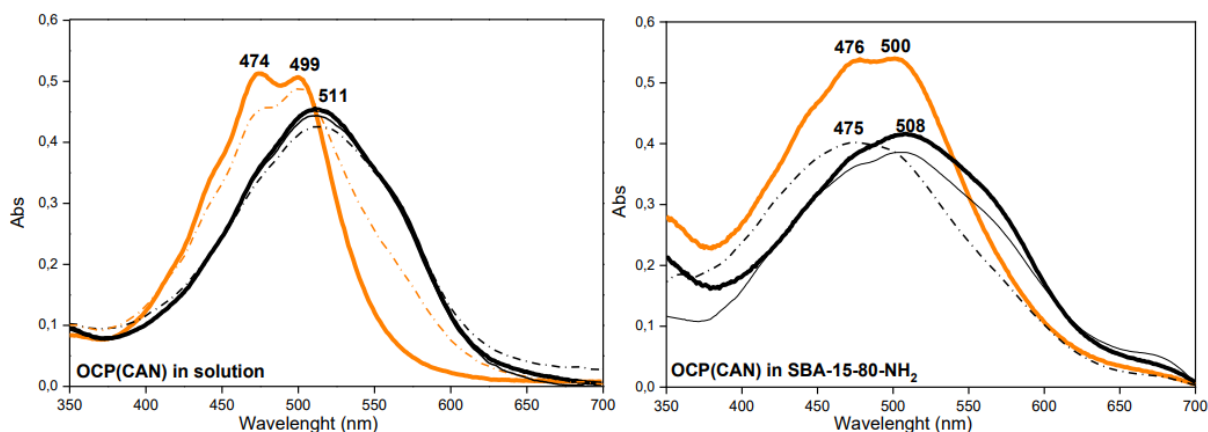 0,6
0,5
0,4
0,3
0,2
0,1
0,0
Abs
474
499
511
OCP(CAN) in solution
350 400 450 500 550 600 650 700
Wavelenght (nm)
0,6
0,5
0,4
0,3
0,2
0,1
0,0
Abs
476 500
475
508
OCP(CAN) in SBA-15-80-NH₂
350 400 450 500 550 600 650 700
Wavelenght (nm)